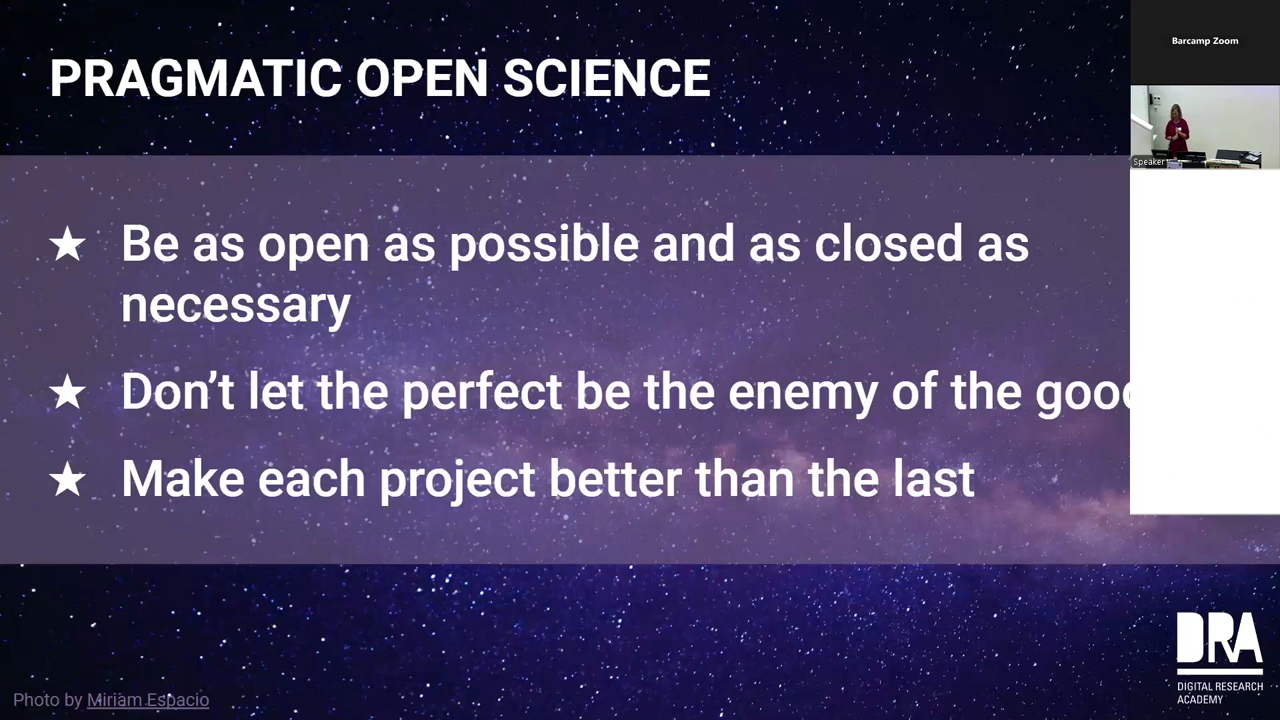 PRAGMATIC OPEN SCIENCE
Barcamp Zoom
Speaker
★ Be as open as possible and as closed as
necessary
★ Don’t let the perfect be the enemy of the
★ Make each project better than the last
DRA
DIGITAL RESEARCH
ACADEMY
Photo by Miriam Espacio